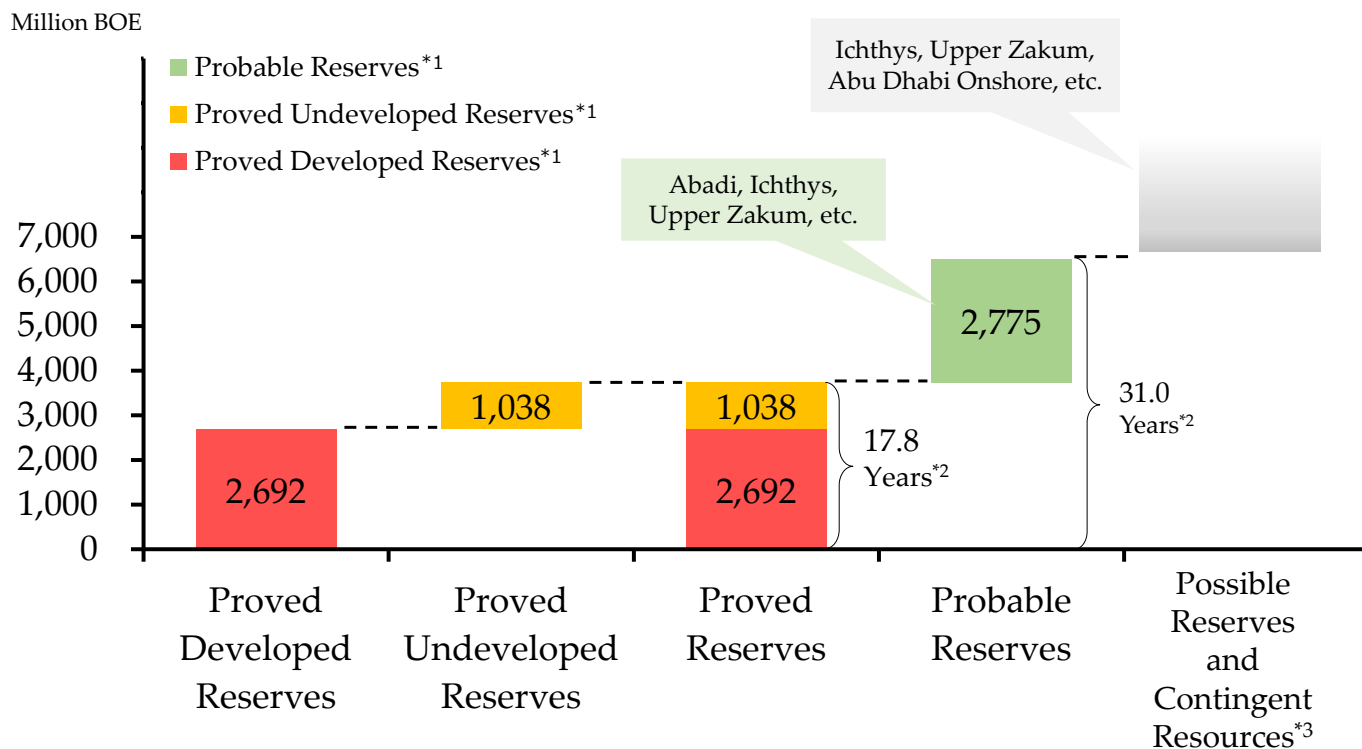 Million BOE
Probable Reserves*1
Proved Undeveloped Reserves*1
Proved Developed Reserves*1
Ichthys, Upper Zakum,
Abu Dhabi Onshore, etc.
Abadi, Ichthys,
Upper Zakum, etc.
7,000
6,000
5,000
4,000
3,000
2,000
1,000
0
2,692
1,038
1,038
2,692
17.8
Years*2
2,775
31.0
Years*2
Proved
Developed
Reserves
Proved
Undeveloped
Reserves
Proved
Reserves
Probable
Reserves
Possible
Reserves
and
Contingent
Resources*3